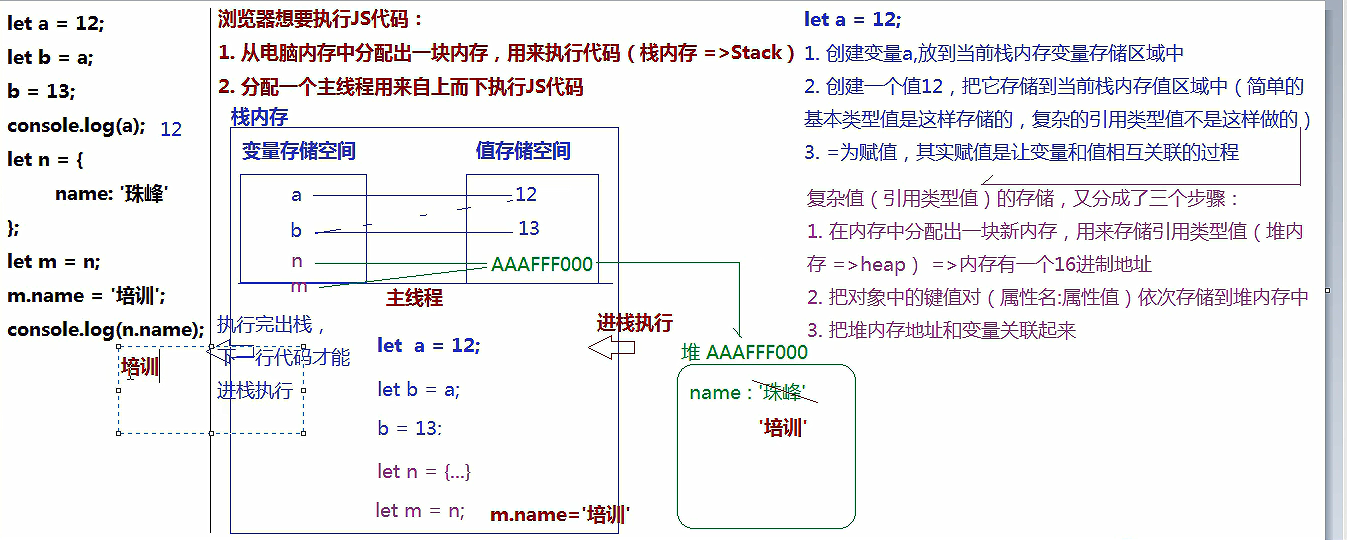 let a = 12;
let b = a;
b = 13;
console.log(a); 12
let n = {
name: '珠峰'
};
let m = n;
m.name = '培训';
console.log(n.name);
培训
浏览器想要执行JS代码：
1. 从电脑内存中分配出一块内存，用来执行代码（栈内存 =>Stack）
2. 分配一个主线程用来自上而下执行JS代码
栈内存
变量存储空间 值存储空间
a 12
b 13
n AAAFFF000
m
主线程
执行完出栈，
下一行代码才能
进栈执行
let a = 12;
let b = a;
b = 13:
let n = {...}
let m = n; m.name='培训'
进栈执行
堆 AAAFFF000
name : '珠峰'
'培训'
let a = 12;
1. 创建变量a,放到当前栈内存变量存储区域中
2. 创建一个值12，把它存储到当前栈内存值区域中（简单的
基本类型值是这样存储的，复杂的引用类型值不是这样做的）
3. =为赋值，其实赋值是让变量和值相互关联的过程
复杂值（引用类型值）的存储，又分成了三个步骤：
1. 在内存中分配出一块新内存，用来存储引用类型值（堆内
存 =>heap） =>内存有一个16进制地址
2. 把对象中的键值对（属性名:属性值）依次存储到堆内存中
3. 把堆内存地址和变量关联起来